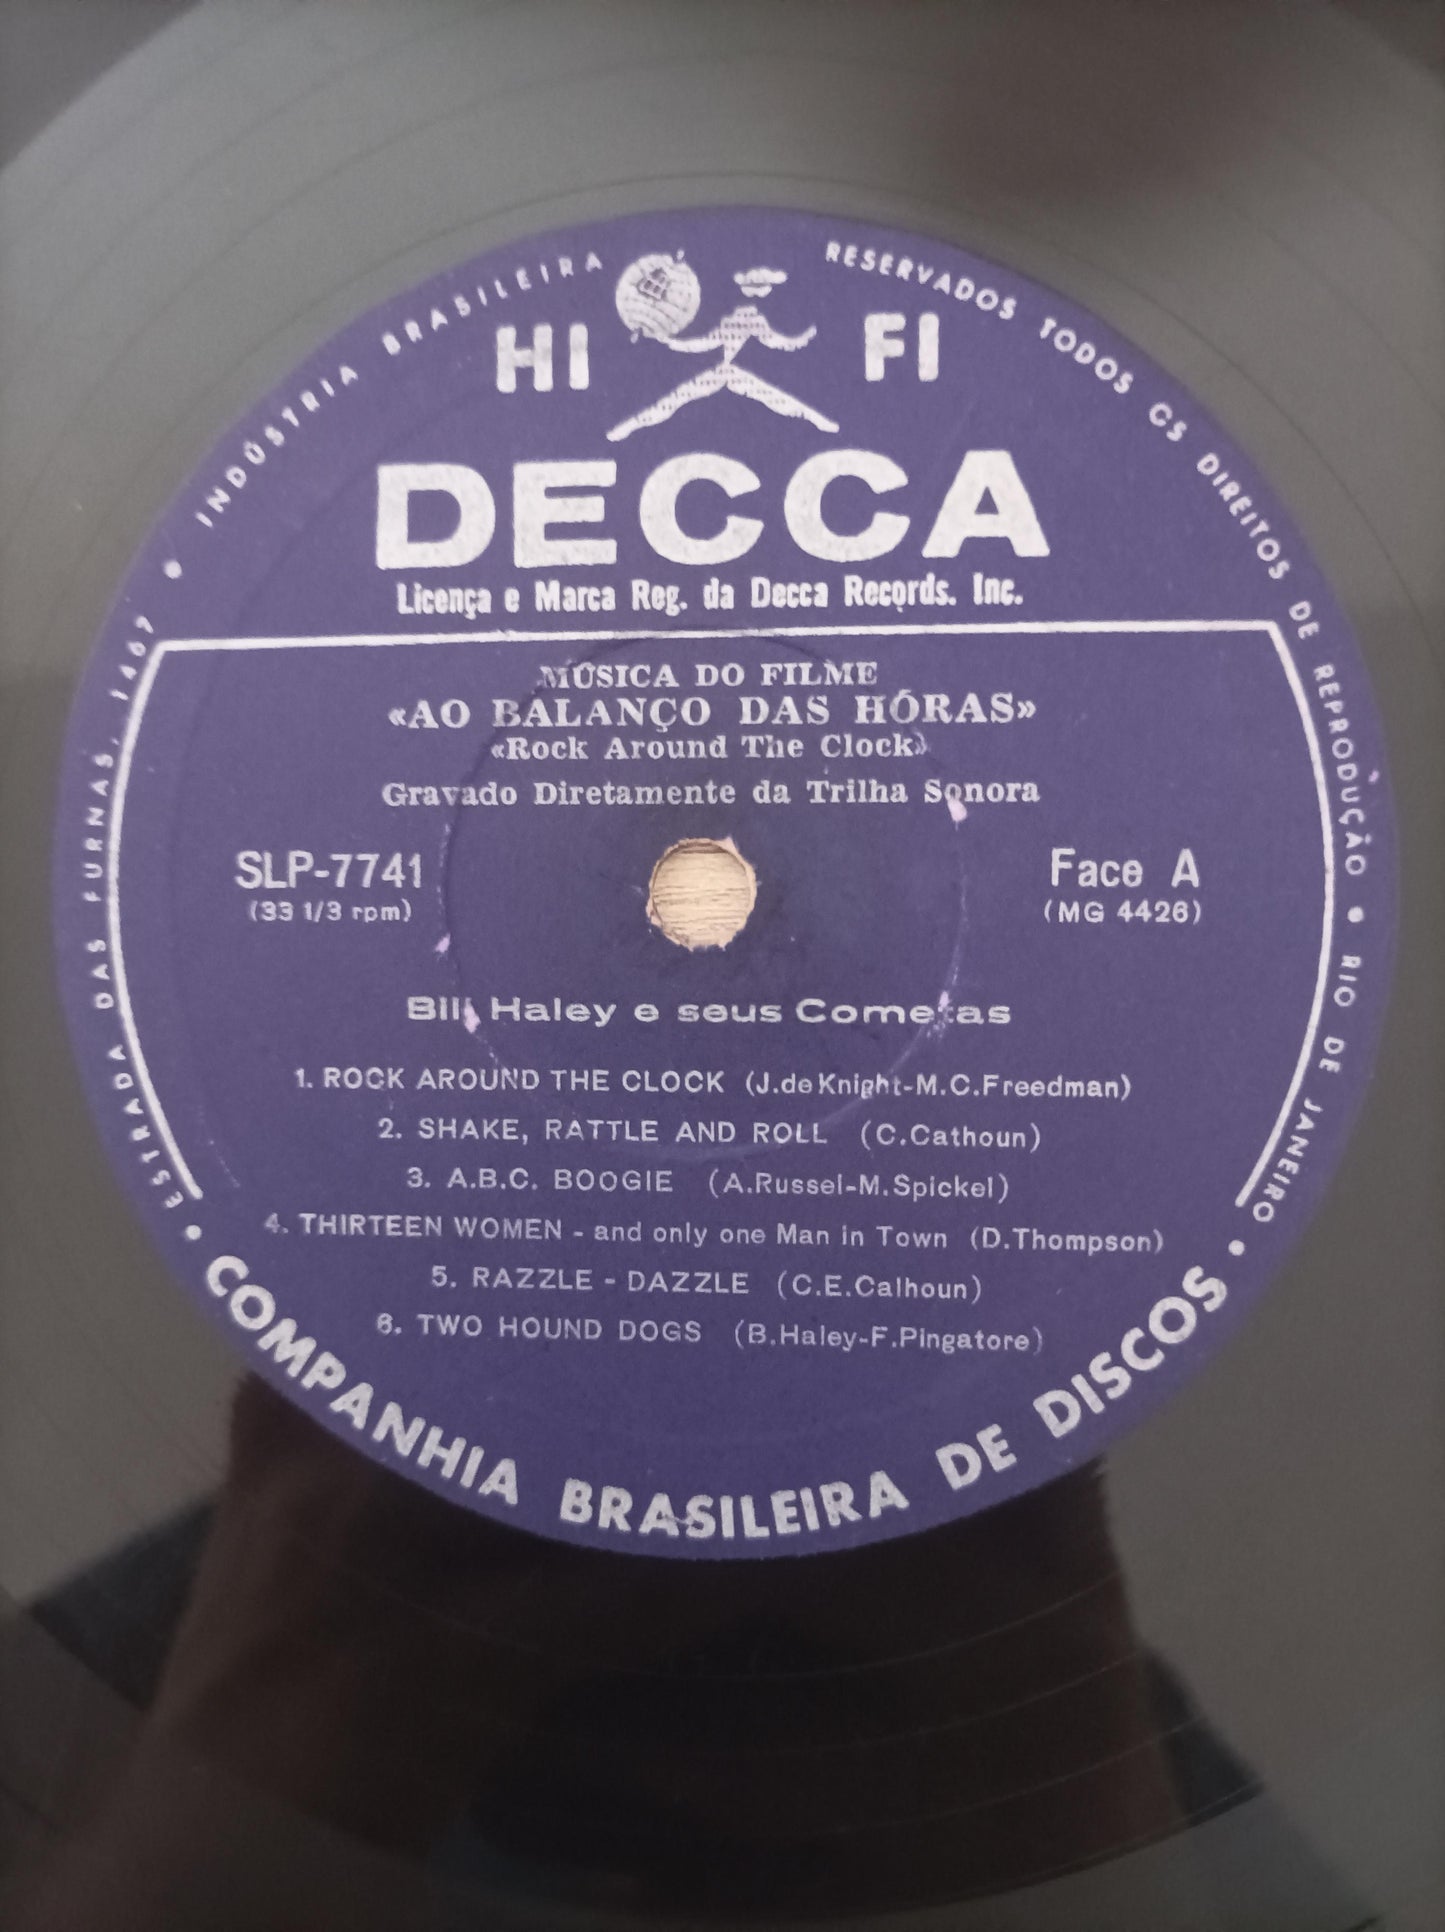 INDÚSTRIA BRASILEIRA
RESERVADOS TODOS OS DIREITOS DE REPRODUÇÃO • RIO DE JANEIRO •
HI FI
DECCA
Licença e Marca Reg. da Decca Records. Inc.
MÚSICA DO FILME
«AO BALANÇO DAS HÓRAS»
«Rock Around The Clock»
Gravado Diretamente da Trilha Sonora
SLP-7741
(33 1/3 rpm)
Face A
(MG 4426)
Bill Haley e seus Cometas
1. ROCK AROUND THE CLOCK (J.de Knight-M.C.Freedman)
2. SHAKE, RATTLE AND ROLL (C.Cathoun)
3. A.B.C. BOOGIE (A.Russel-M.Spickel)
4. THIRTEEN WOMEN - and only one Man in Town (D.Thompson)
5. RAZZLE - DAZZLE (C.E.Calhoun)
6. TWO HOUND DOGS (B.Haley-F.Pingatore)
• ESTRADA DAS FURNAS, 1467 •
COMPANHIA BRASILEIRA DE DISCOS